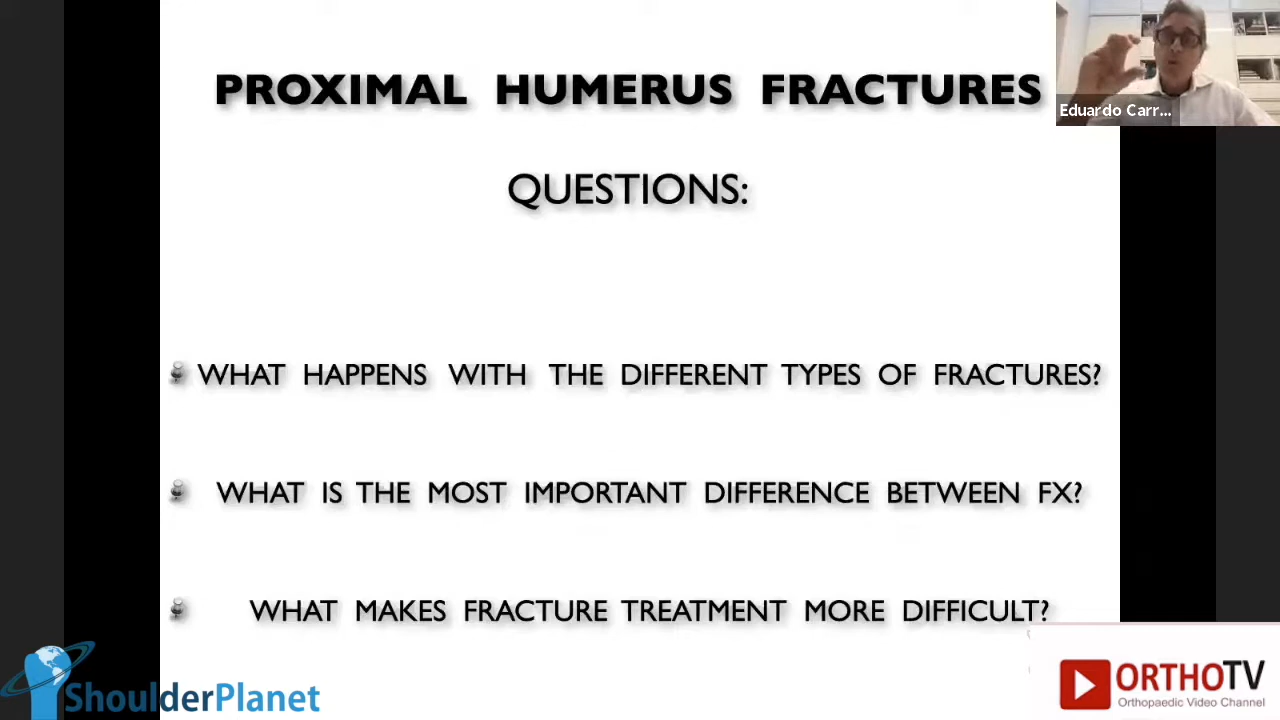 PROXIMAL HUMERUS FRACTURES
Eduardo Carr...
QUESTIONS:
WHAT HAPPENS WITH THE DIFFERENT TYPES OF FRACTURES?
WHAT IS THE MOST IMPORTANT DIFFERENCE BETWEEN FX?
WHAT MAKES FRACTURE TREATMENT MORE DIFFICULT?
ShoulderPlanet
ORTHOTV
Orthopaedic Video Channel